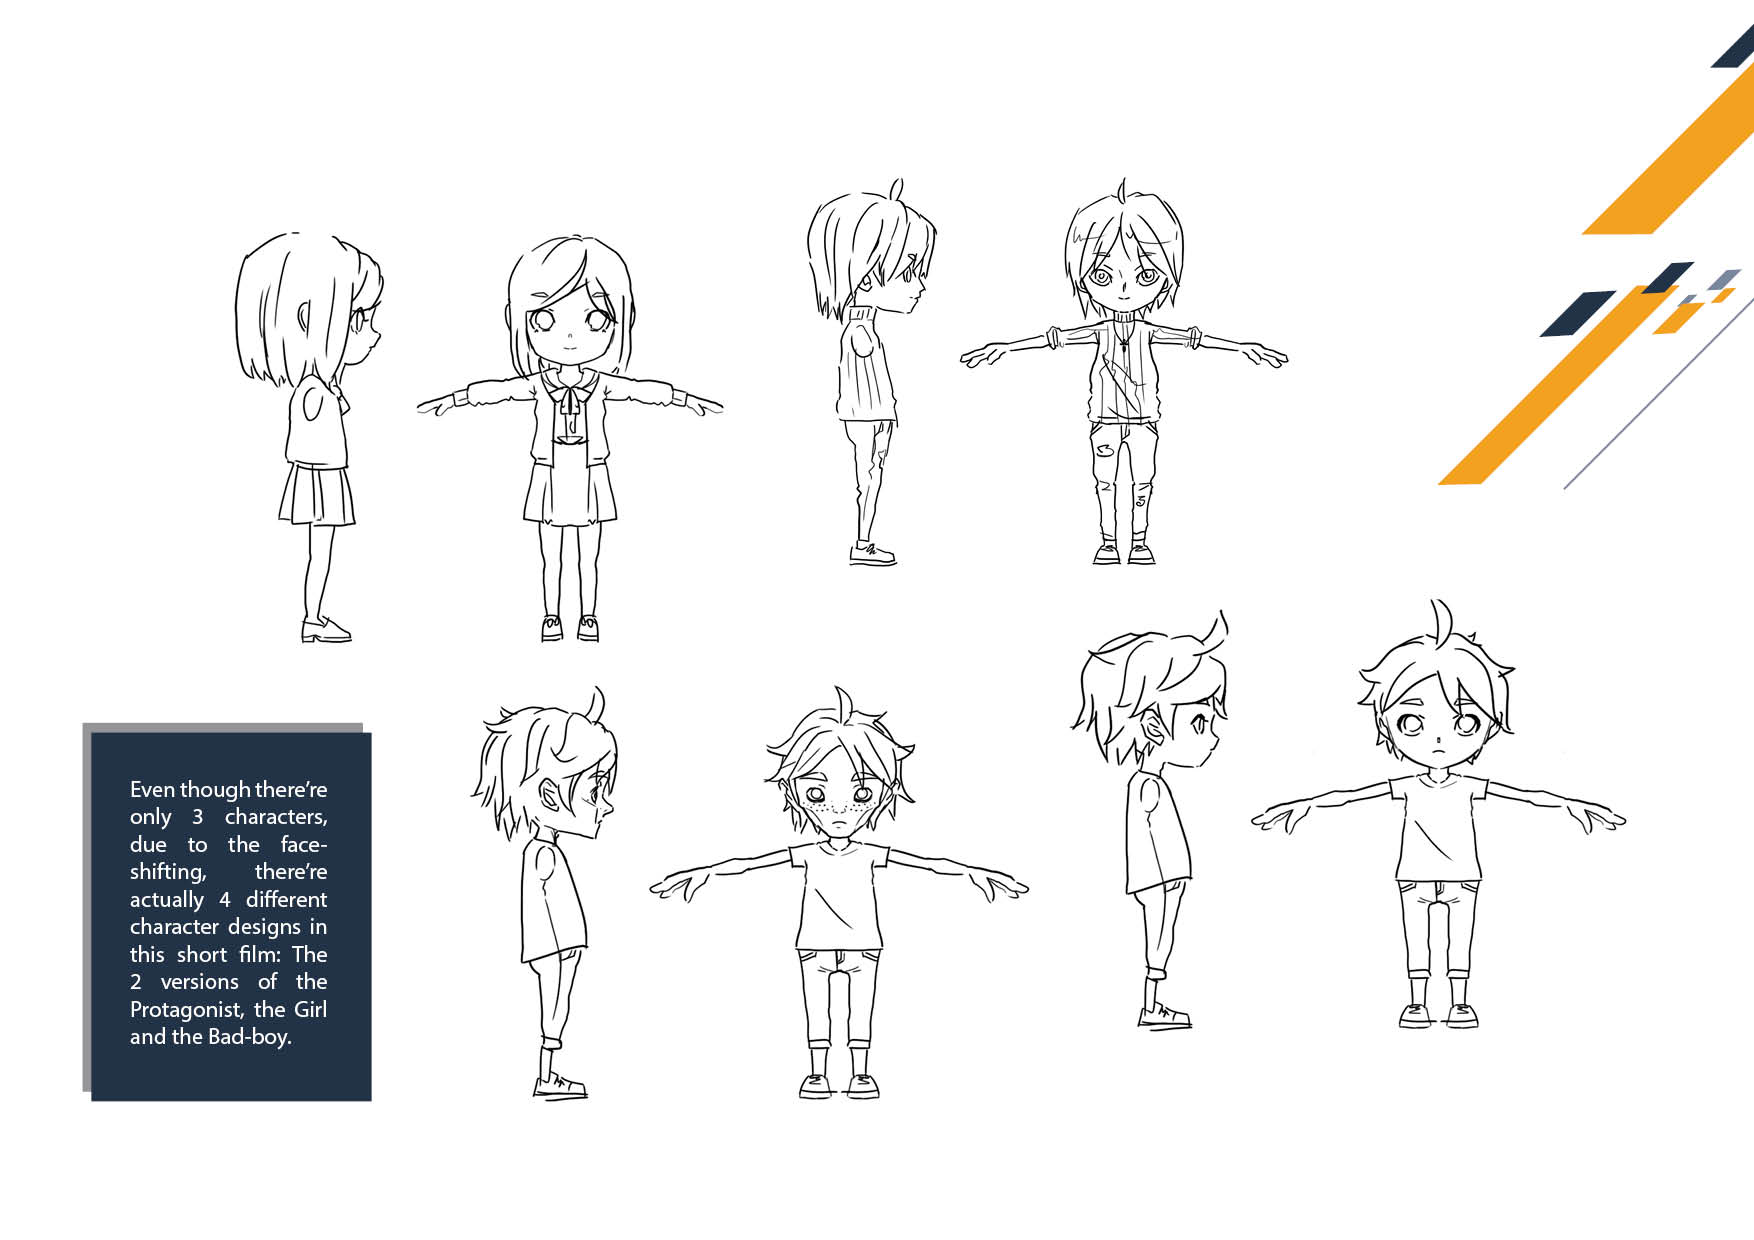 Even though there’re
only 3 characters,
due to the face-
shifting, there’re
actually 4 different
character designs in
this short film: The
2 versions of the
Protagonist, the Girl
and the Bad-boy.